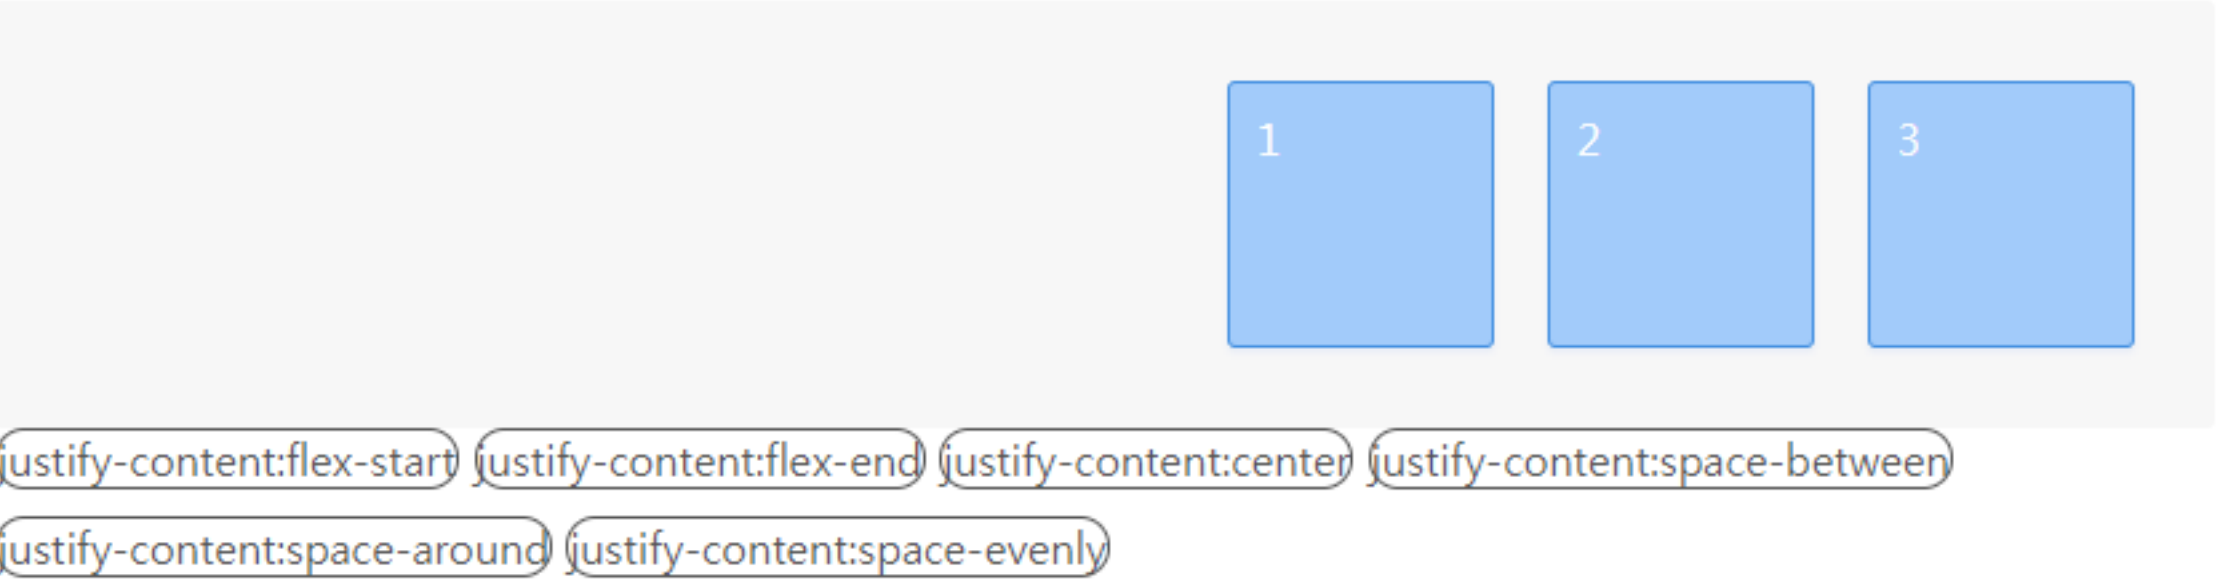 1 2 3
justify-content:flex-start justify-content:flex-end justify-content:center justify-content:space-between
justify-content:space-around justify-content:space-evenly